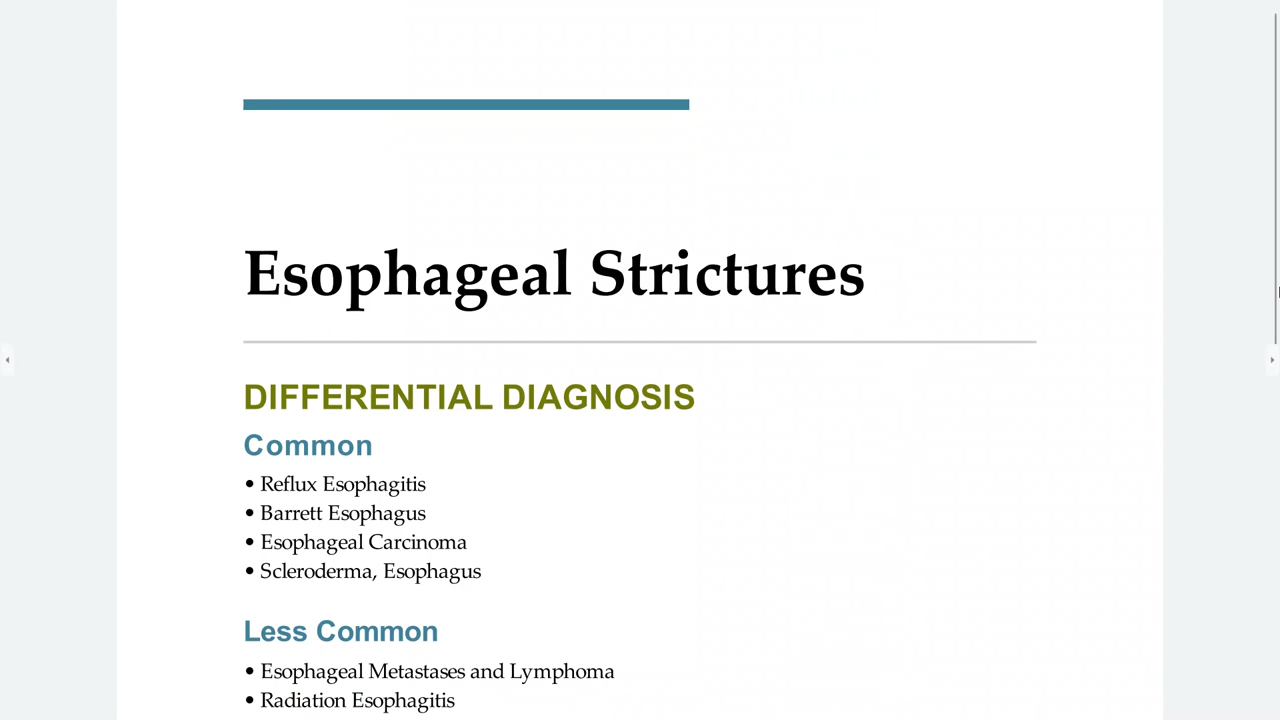 Esophageal Strictures
DIFFERENTIAL DIAGNOSIS
Common
• Reflux Esophagitis
• Barrett Esophagus
• Esophageal Carcinoma
• Scleroderma, Esophagus
Less Common
• Esophageal Metastases and Lymphoma
• Radiation Esophagitis